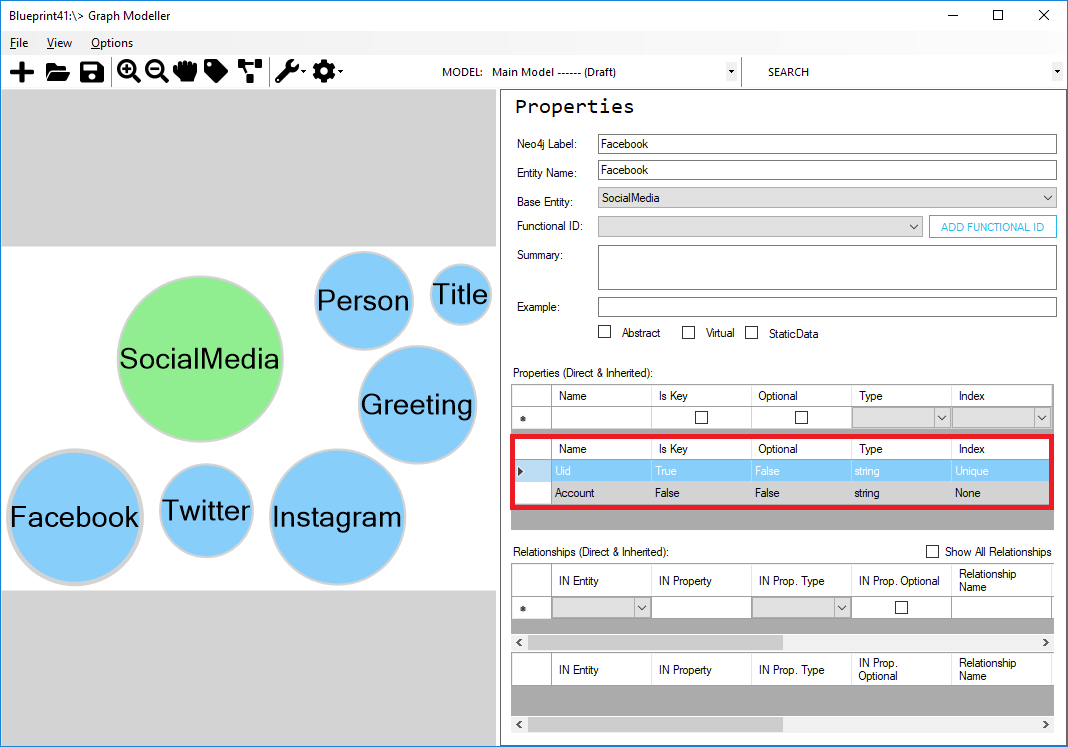 Blueprint41:\> Graph Modeller
File View Options
MODEL: Main Model ------ (Draft) SEARCH
Person
Title
SocialMedia
Greeting
Facebook
Twitter
Instagram
Properties
Neo4j Label: Facebook
Entity Name: Facebook
Base Entity: SocialMedia
Functional ID: ADD FUNCTIONAL ID
Summary:
Example:
Abstract Virtual StaticData
Properties (Direct & Inherited):
Name Is Key Optional Type Index
Name Is Key Optional Type Index
Uid True False string Unique
Account False False string None
Relationships (Direct & Inherited): Show All Relationships
IN Entity IN Property IN Prop. Type IN Prop. Optional Relationship Name
IN Entity IN Property IN Prop. Type IN Prop. Optional Relationship Name